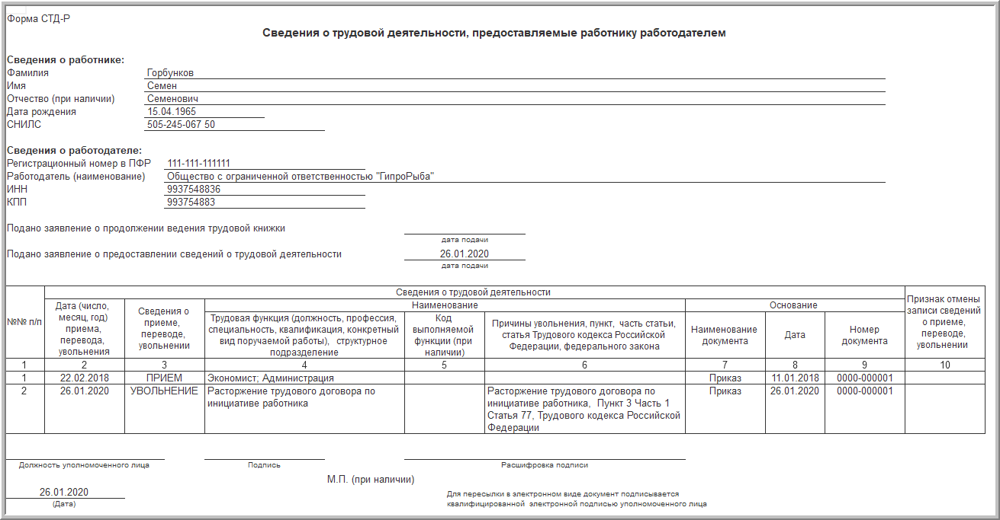 Форма СТД-Р
Сведения о трудовой деятельности, предоставляемые работнику работодателем
Сведения о работнике:
Фамилия Горбунков
Имя Семен
Отчество (при наличии) Семенович
Дата рождения 15.04.1965
СНИЛС 505-245-067 50
Сведения о работодателе:
Регистрационный номер в ПФР 111-111-111111
Работодатель (наименование) Общество с ограниченной ответственностью "ГипроРыба"
ИНН 9937548836
КПП 993754883
Подано заявление о продолжении ведения трудовой книжки
дата подачи
Подано заявление о предоставлении сведений о трудовой деятельности 26.01.2020
дата подачи
№№ п/п
Сведения о трудовой деятельности
Дата (число,
месяц, год)
приема,
перевода,
увольнения
Сведения о
приеме,
переводе,
увольнении
Наименование
Трудовая функция (должность, профессия,
специальность, квалификация, конкретный
вид поручаемой работы), структурное
подразделение
Код
выполняемой
функции (при
наличии)
Причины увольнения, пункт, часть статьи,
статья Трудового кодекса Российской
Федерации, федерального закона
Основание
Наименование
документа
Дата
Номер
документа
Признак отмены
записи сведений
о приеме,
переводе,
увольнении
1 2 3 4 5 6 7 8 9 10
1 22.02.2018 ПРИЕМ Экономист; Администрация Приказ 11.01.2018 0000-000001
2 26.01.2020 УВОЛЬНЕНИЕ Расторжение трудового договора по
инициативе работника
Расторжение трудового договора по
инициативе работника, Пункт 3 Часть 1
Статья 77, Трудового кодекса Российской
Федерации
Приказ 26.01.2020 0000-000001
Должность уполномоченного лица Подпись Расшифровка подписи
М.П. (при наличии)
26.01.2020
(Дата)
Для пересылки в электронном виде документ подписывается
квалифицированной электронной подписью уполномоченного лица